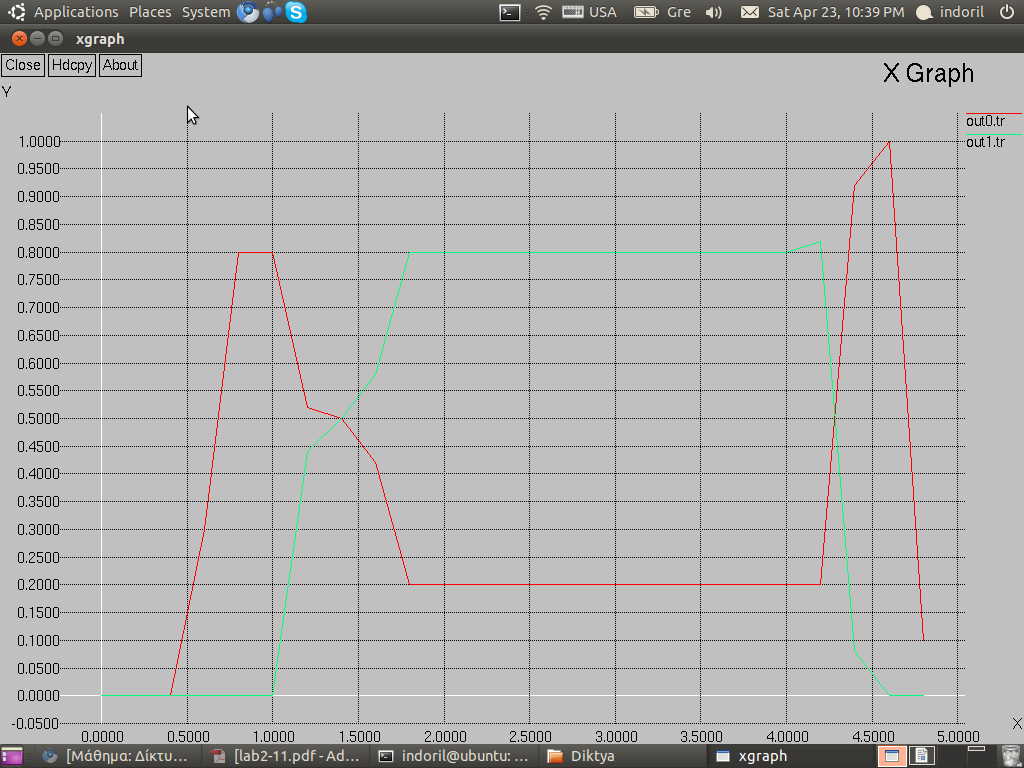 Applications Places System USA Gre Sat Apr 23, 10:39 PM indoril
xgraph
Close Hdcpy About
X Graph
Y
out0.tr
out1.tr
1.0000
0.9500
0.9000
0.8500
0.8000
0.7500
0.7000
0.6500
0.6000
0.5500
0.5000
0.4500
0.4000
0.3500
0.3000
0.2500
0.2000
0.1500
0.1000
0.0500
0.0000
-0.0500
X
0.0000 0.5000 1.0000 1.5000 2.0000 2.5000 3.0000 3.5000 4.0000 4.5000 5.0000
[Μάθημα: Δίκτυ... [lab2-11.pdf - Ad... indoril@ubuntu: ... Diktya xgraph